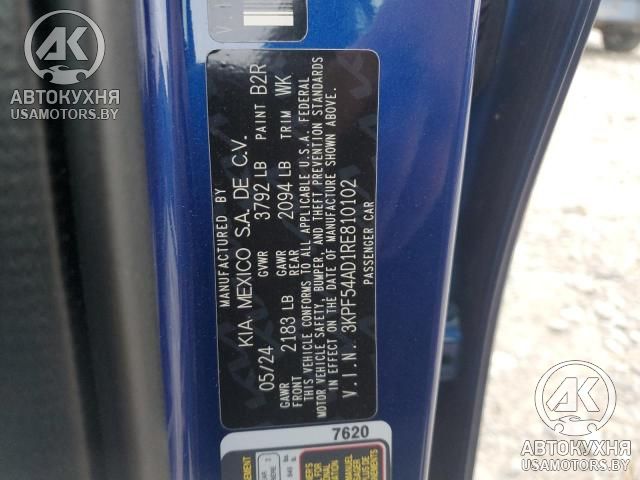 АК
АВТОКУХНЯ
USAMOTORS.BY
MANUFACTURED BY
KIA MEXICO S.A. DE C.V.
05/24 GVWR 3792 LB PAINT B2R
GAWR FRONT 2183 LB GAWR REAR 2094 LB TRIM WK
THIS VEHICLE CONFORMS TO ALL APPLICABLE U.S.A. FEDERAL
MOTOR VEHICLE SAFETY, BUMPER, AND THEFT PREVENTION STANDARDS
IN EFFECT ON THE DATE OF MANUFACTURE SHOWN ABOVE.
V.I.N. 3KPF54AD1RE810102
PASSENGER CAR
7620
АК
АВТОКУХНЯ
USAMOTORS.BY